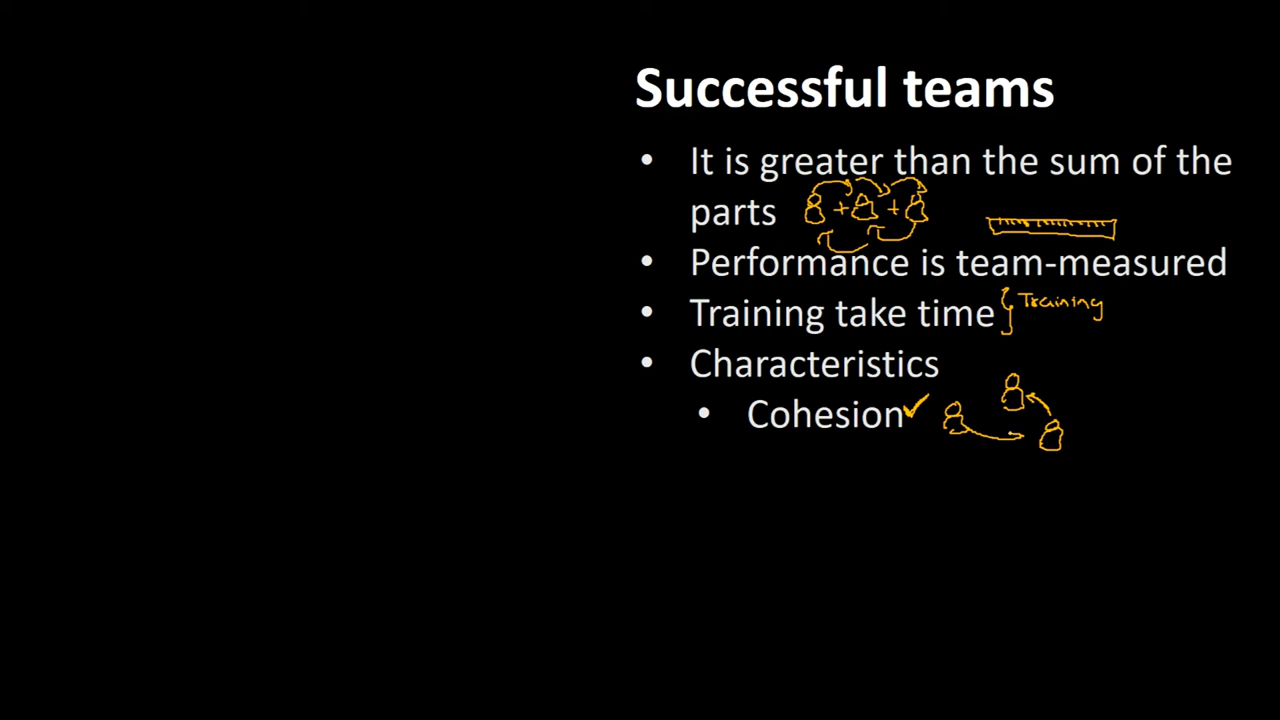 Successful teams
• It is greater than the sum of the
parts + +
• Performance is team-measured
• Training take time { Training
• Characteristics
• Cohesion ✓